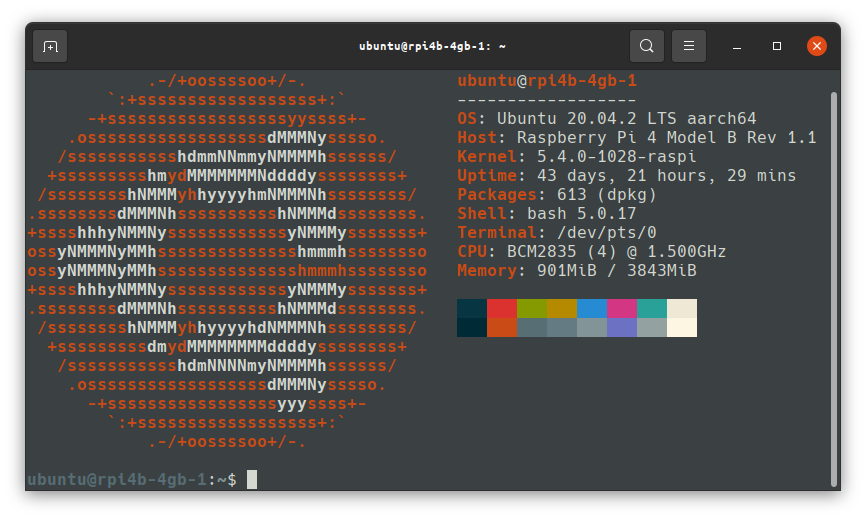 ubuntu@rpi4b-4gb-1: ~
.-/+oossssoo+/-.
`:+ssssssssssssssssss+:`
-+ssssssssssssssssssyyssss+-
.ossssssssssssssssssdMMMNysssso.
/ssssssssssshdmmNNmmyNMMMMhssssss/
+ssssssssshmydMMMMMMMNddddyssssssss+
/sssssssshNMMMyhhyyyyhmNMMMNhssssssss/
.ssssssssdMMMNhsssssssssshNMMMdssssssss.
+sssshhhyNMMNyssssssssssssyNMMMysssssss+
ossyNMMMNyMMhsssssssssssssshmmmhssssssso
ossyNMMMNyMMhsssssssssssssshmmmhssssssso
+sssshhhyNMMNyssssssssssssyNMMMysssssss+
.ssssssssdMMMNhsssssssssshNMMMdssssssss.
/sssssssshNMMMyhhyyyyhdNMMMNhssssssss/
+sssssssssdmydMMMMMMMMddddyssssssss+
/ssssssssssshdmNNNNmyNMMMMhssssss/
.ossssssssssssssssssdMMMNysssso.
-+sssssssssssssssssyyyssss+-
`:+ssssssssssssssssss+:`
.-/+oossssoo+/-.
ubuntu@rpi4b-4gb-1
------------------
OS: Ubuntu 20.04.2 LTS aarch64
Host: Raspberry Pi 4 Model B Rev 1.1
Kernel: 5.4.0-1028-raspi
Uptime: 43 days, 21 hours, 29 mins
Packages: 613 (dpkg)
Shell: bash 5.0.17
Terminal: /dev/pts/0
CPU: BCM2835 (4) @ 1.500GHz
Memory: 901MiB / 3843MiB
ubuntu@rpi4b-4gb-1:~$